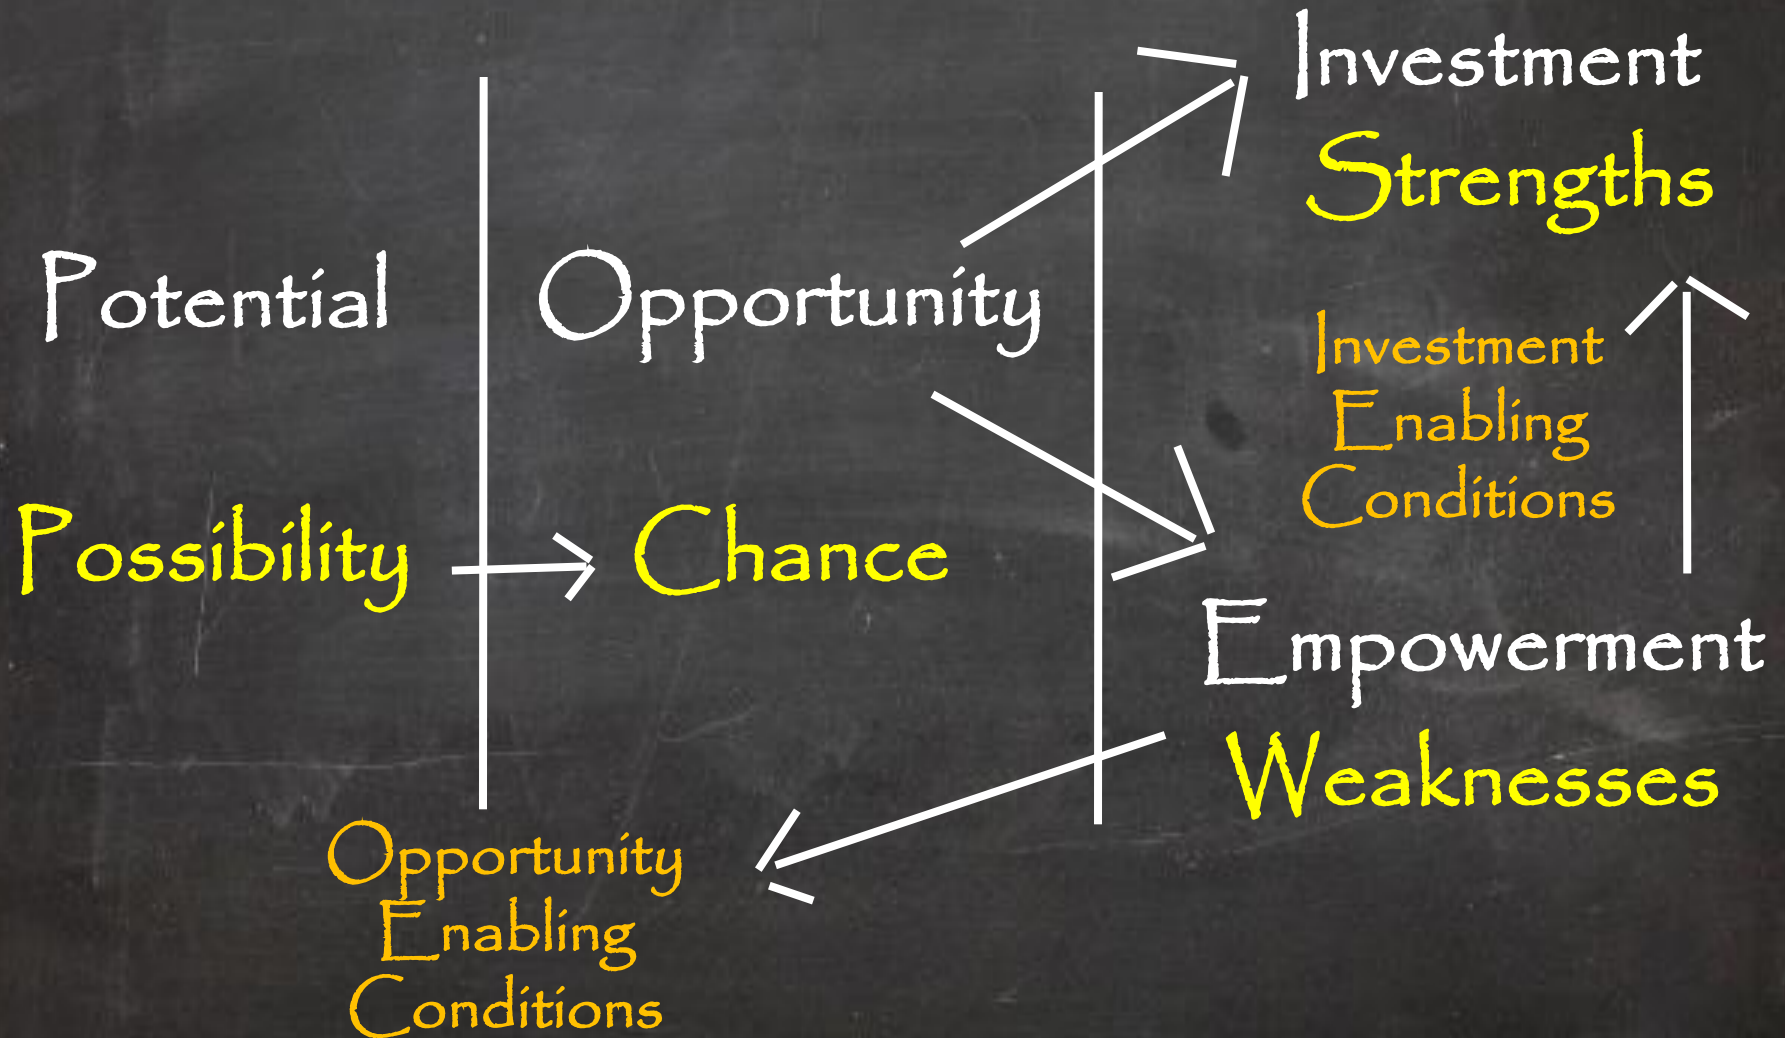 Potential
Possibility
Opportunity
Chance
Investment
Strengths
Investment
Enabling
Conditions
Empowerment
Weaknesses
Opportunity
Enabling
Conditions